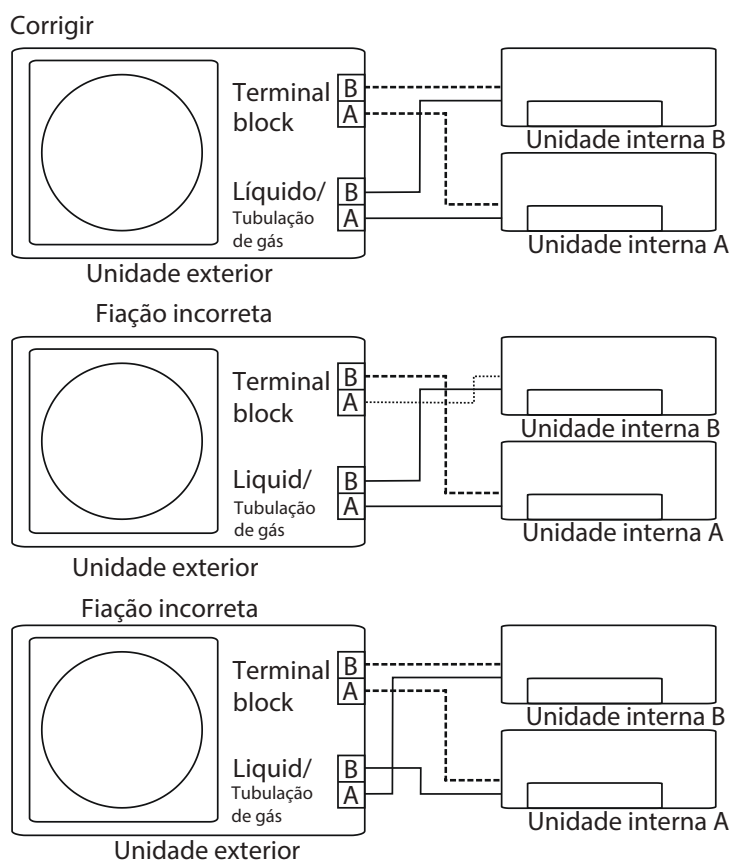 Corrigir
Terminal B
block A
Líquido/ B
Tubulação A
de gás
Unidade interna B
Unidade interna A
Unidade exterior
Fiação incorreta
Terminal B
block A
Liquid/ B
Tubulação A
de gás
Unidade interna B
Unidade interna A
Unidade exterior
Fiação incorreta
Terminal B
block A
Liquid/ B
Tubulação A
de gás
Unidade interna B
Unidade interna A
Unidade exterior